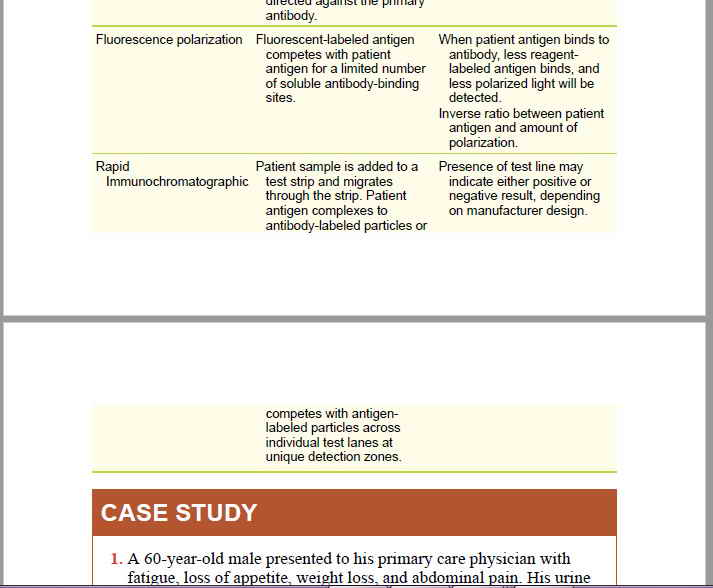 directed against the primary
antibody.
Fluorescence polarization
Fluorescent-labeled antigen
competes with patient
antigen for a limited number
of soluble antibody-binding
sites.
When patient antigen binds to
antibody, less reagent-
labeled antigen binds, and
less polarized light will be
detected.
Inverse ratio between patient
antigen and amount of
polarization.
Rapid
Immunochromatographic
Patient sample is added to a
test strip and migrates
through the strip. Patient
antigen complexes to
antibody-labeled particles or
Presence of test line may
indicate either positive or
negative result, depending
on manufacturer design.
competes with antigen-
labeled particles across
individual test lanes at
unique detection zones.
CASE STUDY
1. A 60-year-old male presented to his primary care physician with
fatigue, loss of appetite, weight loss, and abdominal pain. His urine